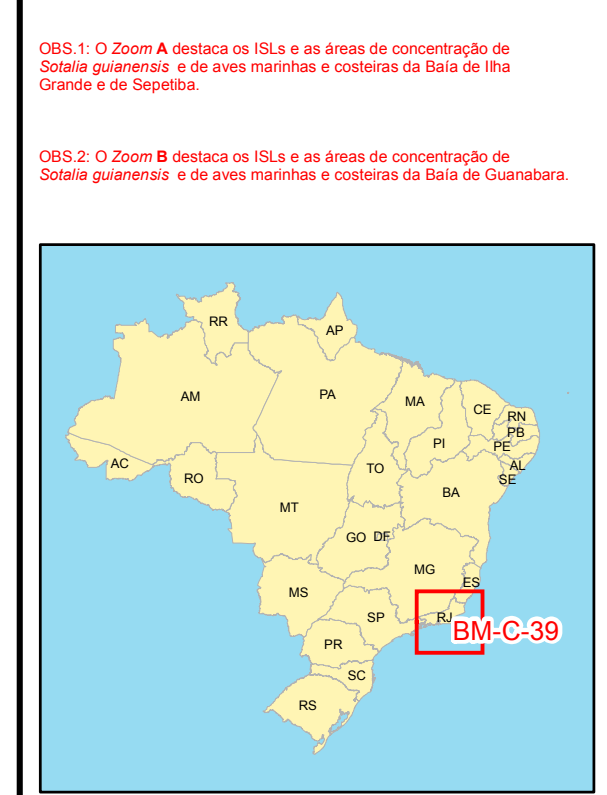 OBS.1: O Zoom A destaca os ISLs e as áreas de concentração de
Sotalia guianensis e de aves marinhas e costeiras da Baía de Ilha
Grande e de Sepetiba.
OBS.2: O Zoom B destaca os ISLs e as áreas de concentração de
Sotalia guianensis e de aves marinhas e costeiras da Baía de Guanabara.
RR
AP
AM
PA
MA
CE
RN
PB
PE
PI
AL
SE
AC
RO
TO
BA
MT
GO DF
MG
ES
MS
SP
RJ
BM-C-39
PR
SC
RS